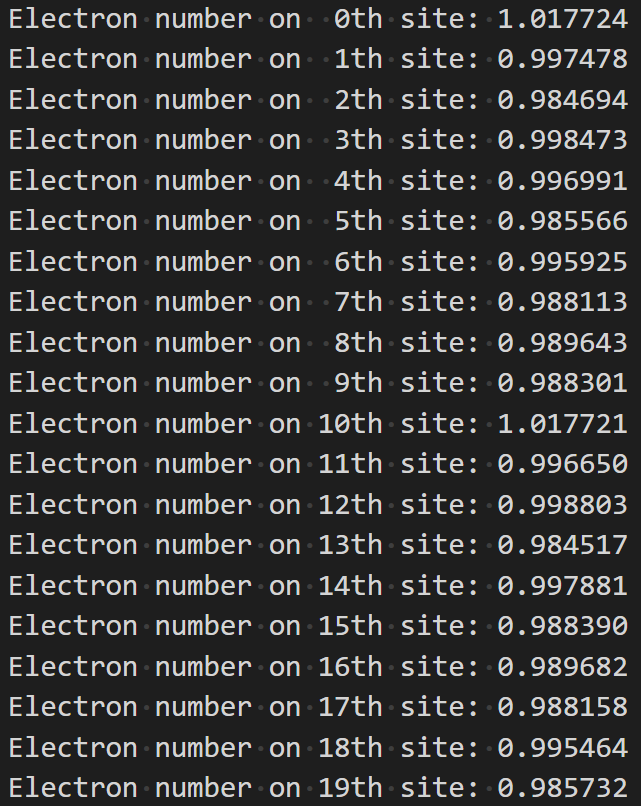 Electron number on  0th site: 1.017724
Electron number on  1th site: 0.997478
Electron number on  2th site: 0.984694
Electron number on  3th site: 0.998473
Electron number on  4th site: 0.996991
Electron number on  5th site: 0.985566
Electron number on  6th site: 0.995925
Electron number on  7th site: 0.988113
Electron number on  8th site: 0.989643
Electron number on  9th site: 0.988301
Electron number on 10th site: 1.017721
Electron number on 11th site: 0.996650
Electron number on 12th site: 0.998803
Electron number on 13th site: 0.984517
Electron number on 14th site: 0.997881
Electron number on 15th site: 0.988390
Electron number on 16th site: 0.989682
Electron number on 17th site: 0.988158
Electron number on 18th site: 0.995464
Electron number on 19th site: 0.985732